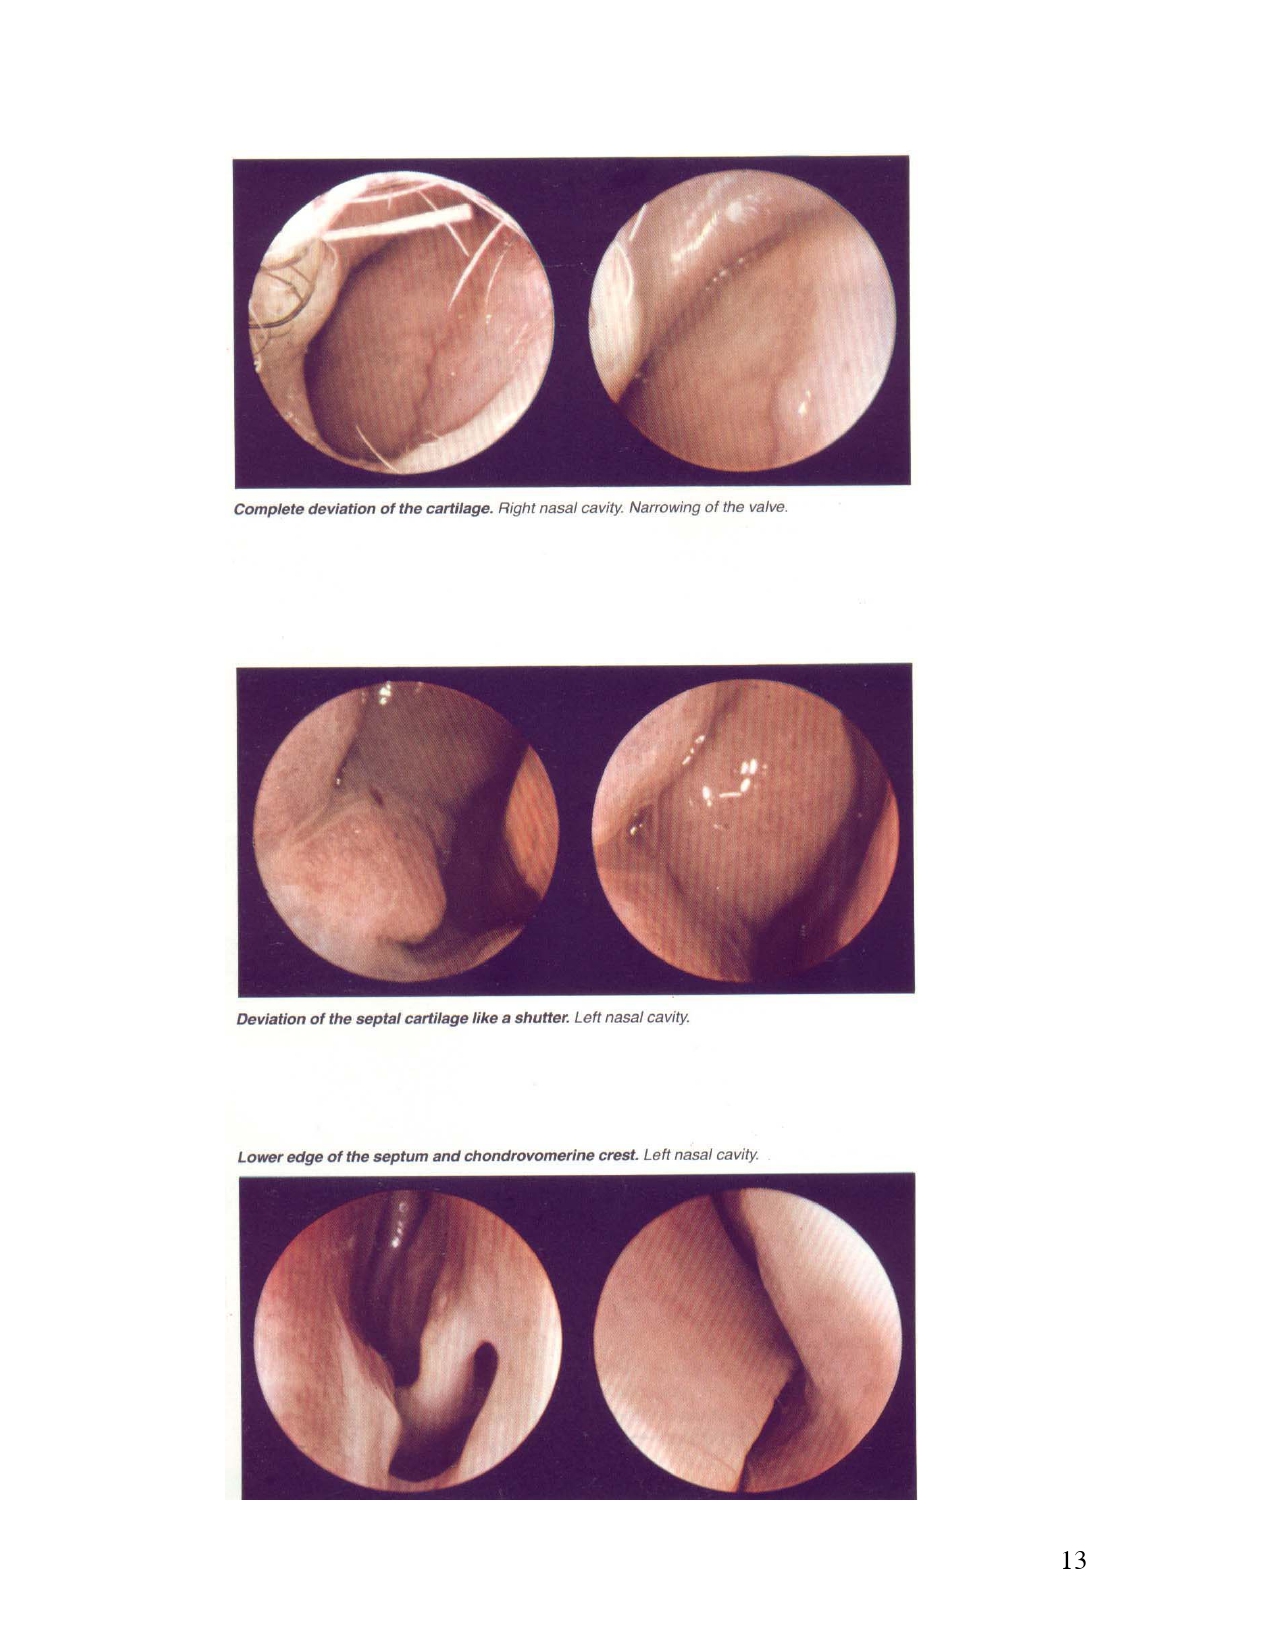 Complete deviation of the cartilage. Right nasal cavity. Narrowing of the valve.
Deviation of the septal cartilage like a shutter. Left nasal cavity.
Lower edge of the septum and chondrovomerine crest. Left nasal cavity.
13